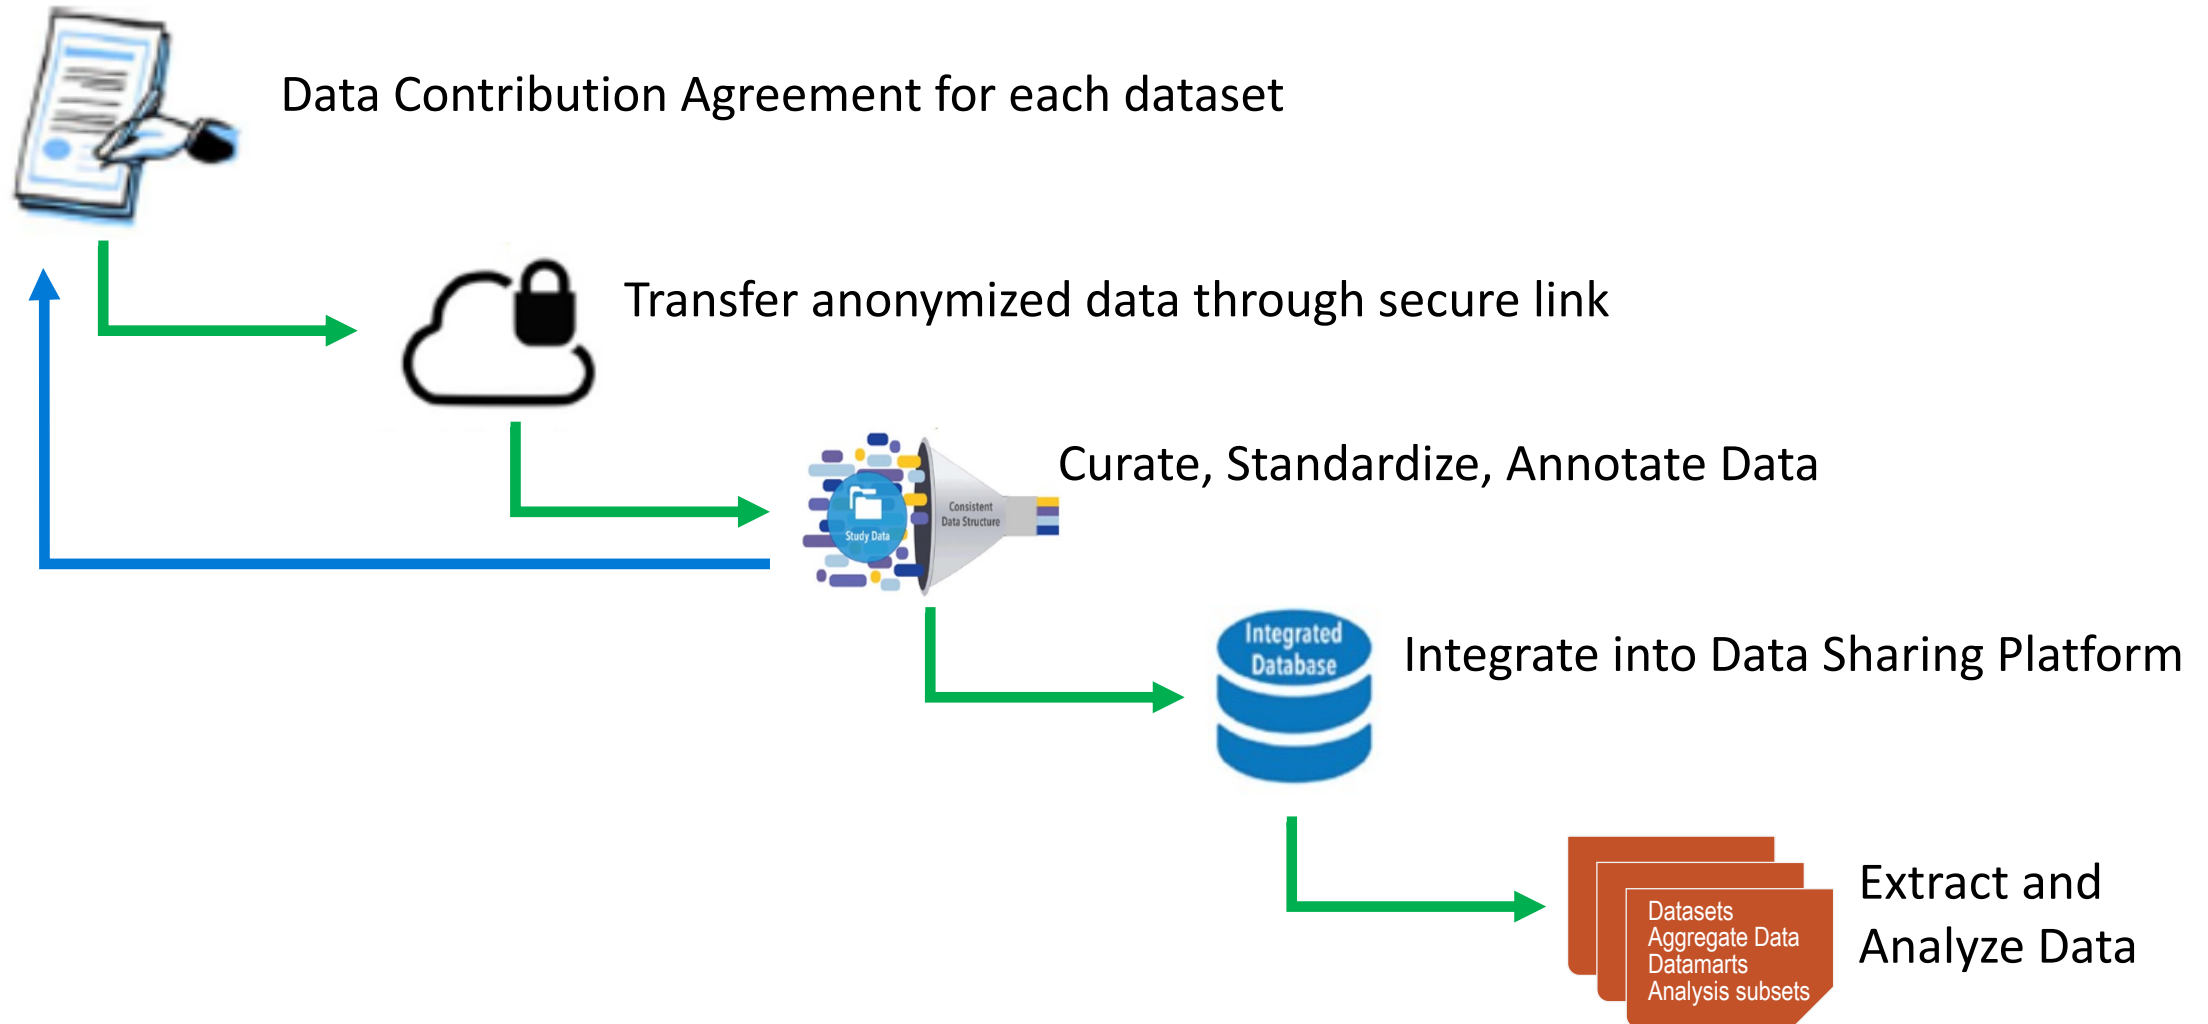 Data Contribution Agreement for each dataset
Transfer anonymized data through secure link
Curate, Standardize, Annotate Data
Consistent
Data Structure
Study Data
Integrated
Database
Integrate into Data Sharing Platform
Datasets
Aggregate Data
Datamarts
Analysis subsets
Extract and
Analyze Data